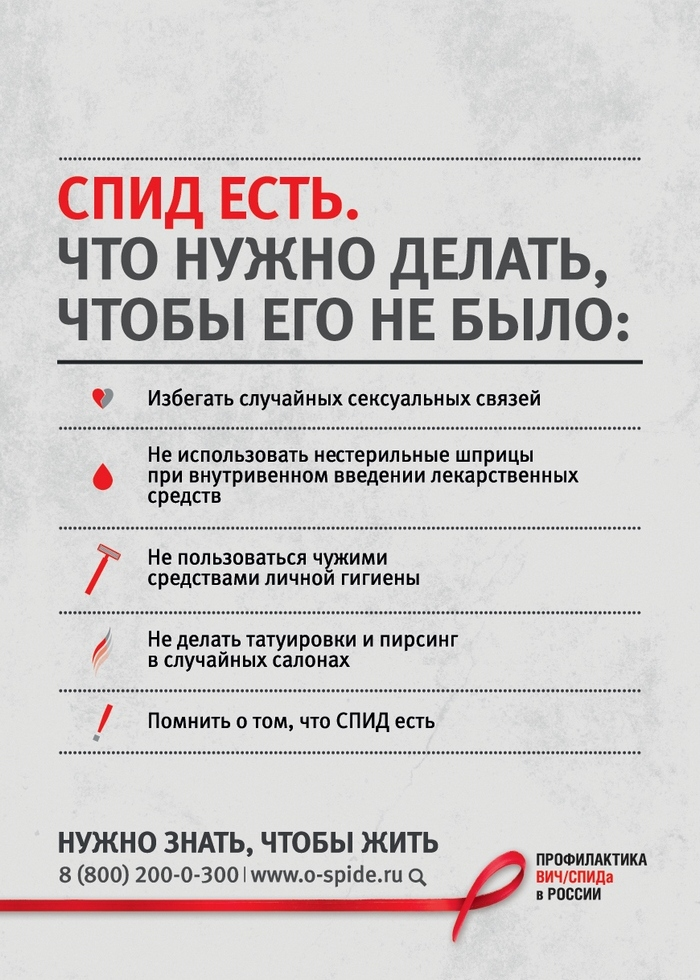 СПИД ЕСТЬ.
ЧТО НУЖНО ДЕЛАТЬ,
ЧТОБЫ ЕГО НЕ БЫЛО:
Избегать случайных сексуальных связей
Не использовать нестерильные шприцы
при внутривенном введении лекарственных
средств
Не пользоваться чужими
средствами личной гигиены
Не делать татуировки и пирсинг
в случайных салонах
Помнить о том, что СПИД есть
НУЖНО ЗНАТЬ, ЧТОБЫ ЖИТЬ
8 (800) 200-0-300 | www.o-spide.ru
ПРОФИЛАКТИКА
ВИЧ/СПИДа
в РОССИИ